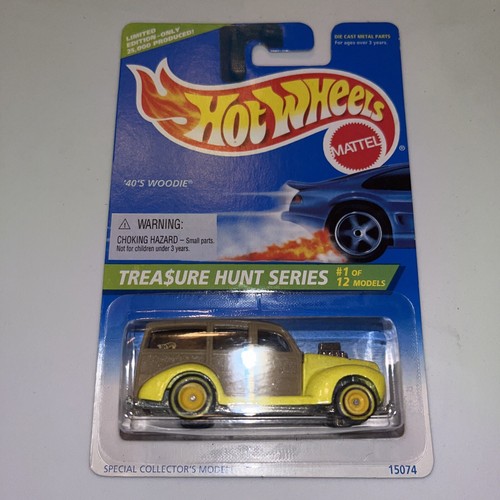 LIMITED
EDITION-ONLY
25,000 PRODUCED!
DIE CAST METAL PARTS
For ages over 3 years.
HOT WHEELS
MATTEL
®
'40'S WOODIE®
⚠ WARNING:
CHOKING HAZARD – Small parts.
Not for children under 3 years.
TREA$URE HUNT SERIES
#1 OF
12 MODELS
SPECIAL COLLECTOR'S MODEL
15074